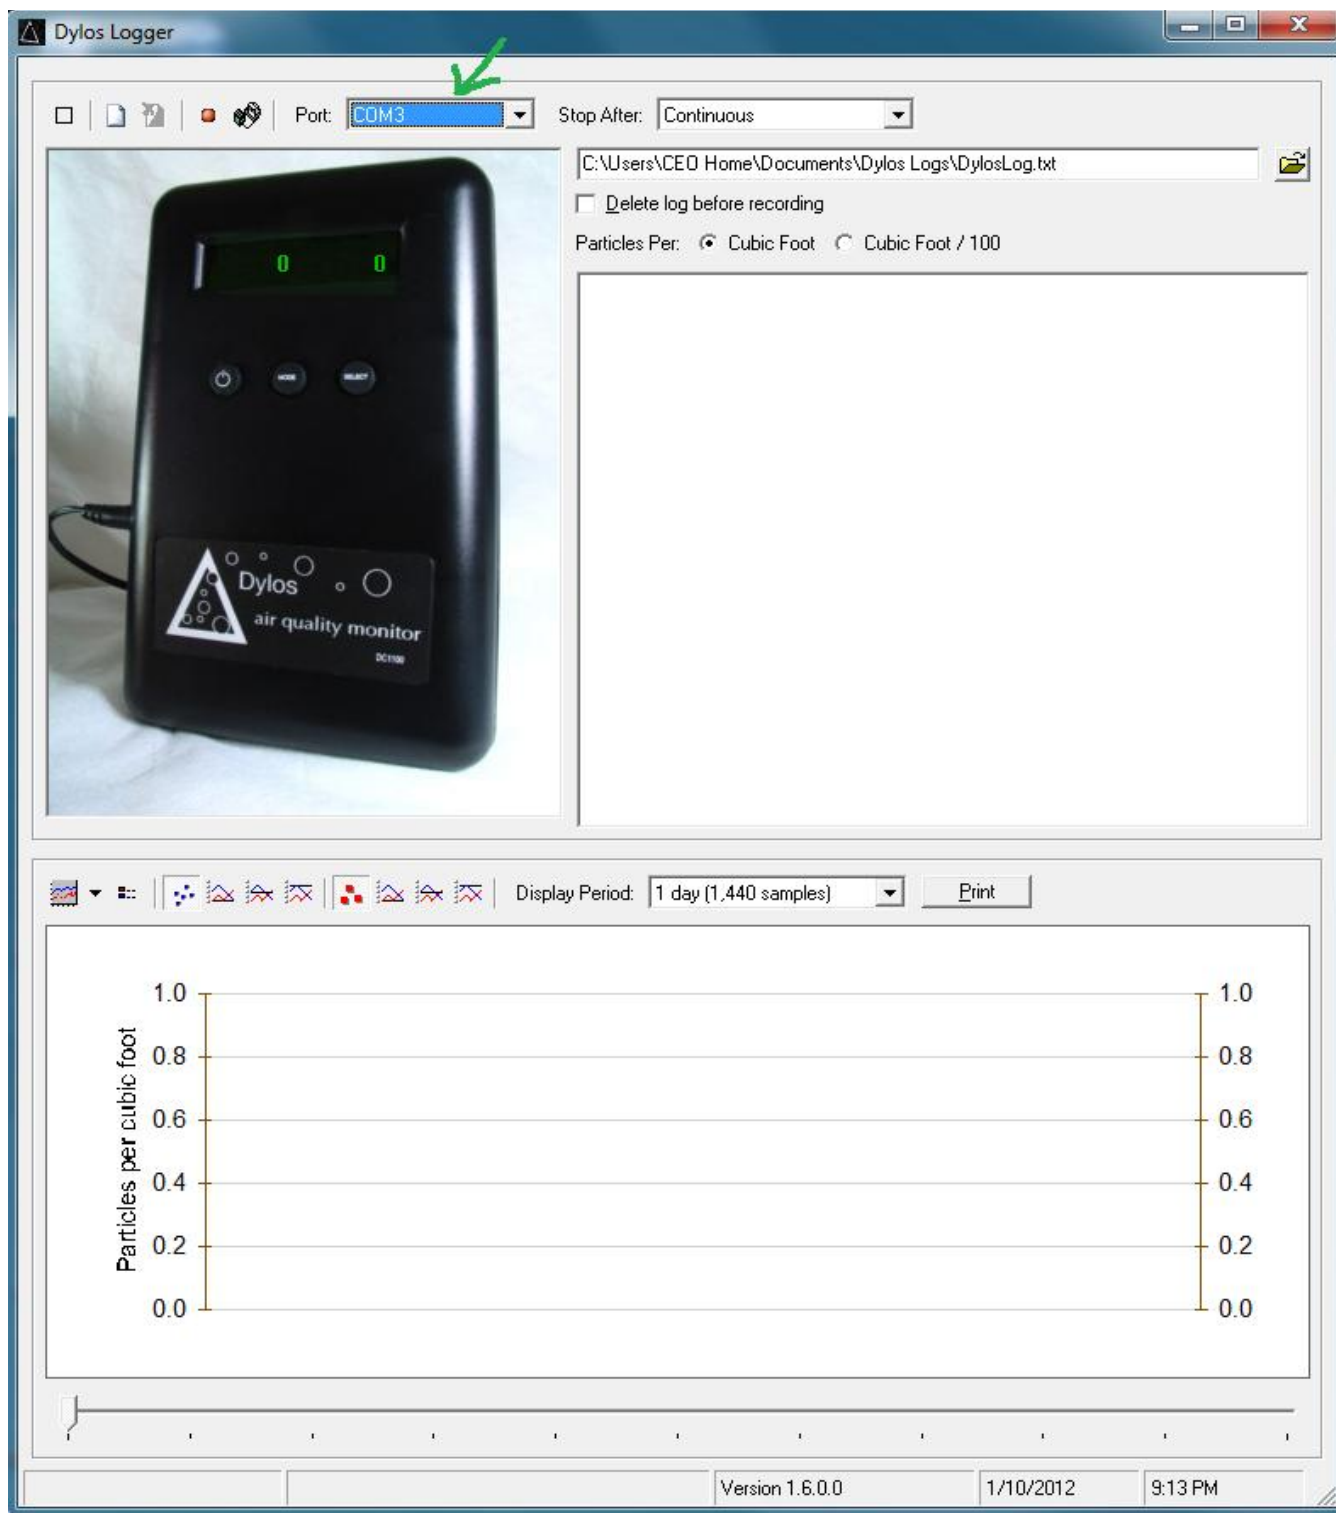 Dylos Logger
Port: COM3 Stop After: Continuous
C:\Users\CEO Home\Documents\Dylos Logs\DylosLog.txt
Delete log before recording
Particles Per: Cubic Foot Cubic Foot / 100
0 0
MODE SELECT
Dylos
air quality monitor
DC1100
Display Period: 1 day (1,440 samples) Print
Particles per cubic foot
1.0 1.0
0.8 0.8
0.6 0.6
0.4 0.4
0.2 0.2
0.0 0.0
Version 1.6.0.0 1/10/2012 9:13 PM